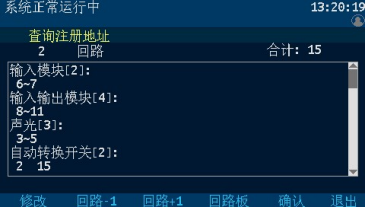 系统正常运行中 13:20:19
查询注册地址
2 回路 合计: 15
输入模块[2]:
6~7
输入输出模块[4]:
8~11
声光[3]:
3~5
自动转换开关[2]:
2 15
修改 回路-1 回路+1 回路板 确认 退出